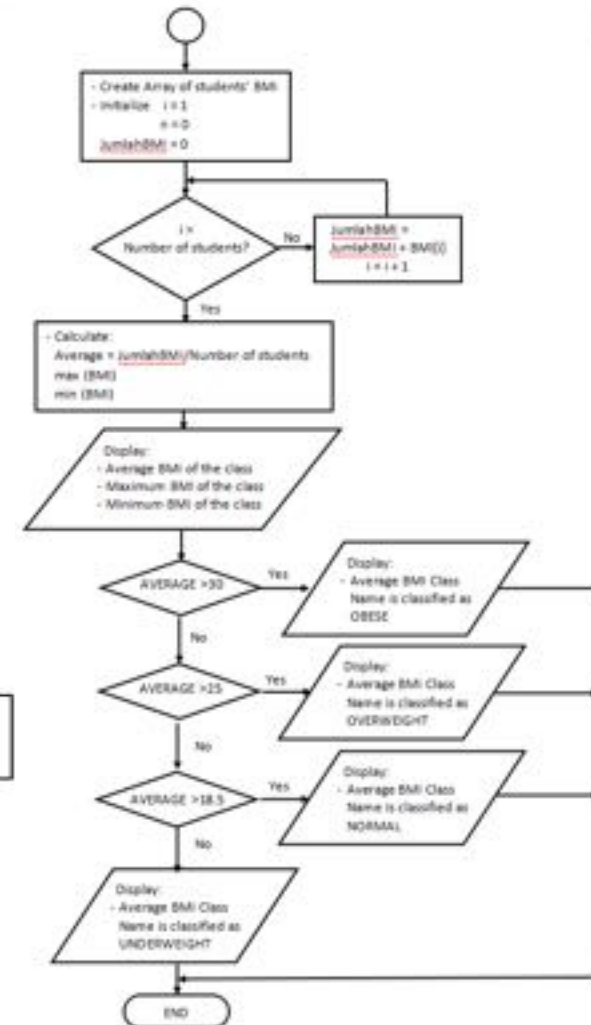 - Create Array of students' BMI
- Initialize i = 1
n = 0
JumlahBMI = 0
i >
Number of students?
No
JumlahBMI =
JumlahBMI + BMI(i)
i = i + 1
Yes
- Calculate:
Average = JumlahBMI/Number of students
max (BMI)
min (BMI)
Display:
- Average BMI of the class
- Maximum BMI of the class
- Minimum BMI of the class
AVERAGE >30
Yes
Display:
- Average BMI Class
Name is classified as
OBESE
No
AVERAGE >25
Yes
Display:
- Average BMI Class
Name is classified as
OVERWEIGHT
No
AVERAGE >18.5
Yes
Display:
- Average BMI Class
Name is classified as
NORMAL
No
Display:
- Average BMI Class
Name is classified as
UNDERWEIGHT
END